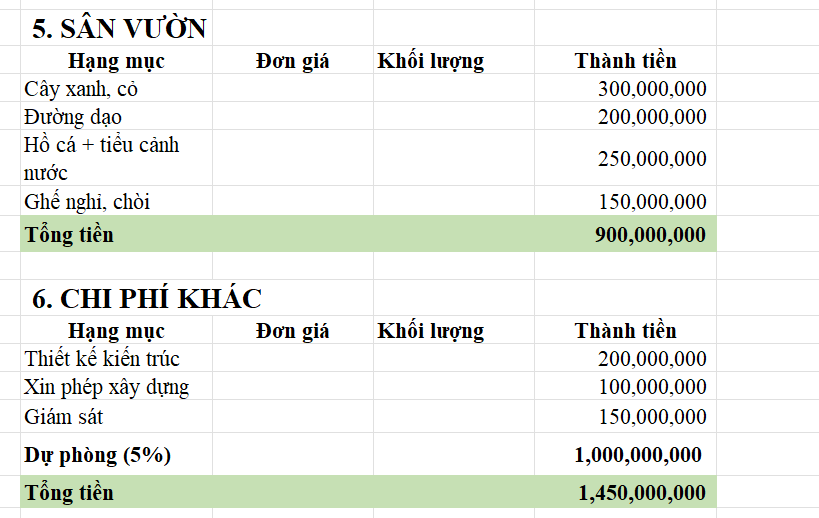 5. SÂN VƯỜN
Hạng mục Đơn giá Khối lượng Thành tiền
Cây xanh, cỏ 300,000,000
Đường dạo 200,000,000
Hồ cá + tiểu cảnh
nước 250,000,000
Ghế nghỉ, chòi 150,000,000
Tổng tiền 900,000,000
6. CHI PHÍ KHÁC
Hạng mục Đơn giá Khối lượng Thành tiền
Thiết kế kiến trúc 200,000,000
Xin phép xây dựng 100,000,000
Giám sát 150,000,000
Dự phòng (5%) 1,000,000,000
Tổng tiền 1,450,000,000